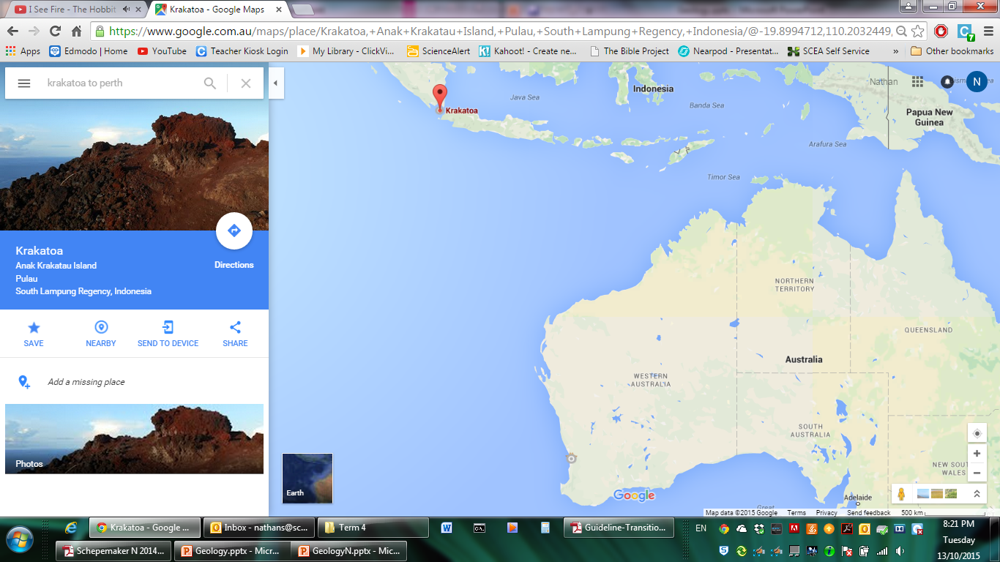 I See Fire - The Hobbit
Krakatoa - Google Maps
https://www.google.com.au/maps/place/Krakatoa,+Anak+Krakatau+Island,+Pulau,+South+Lampung+Regency,+Indonesia/@-19.8994712,110.2032449,
7
Apps
Edmodo | Home
YouTube
Teacher Kiosk Login
My Library - ClickVi...
ScienceAlert
Kahoot! - Create ne...
The Bible Project
Nearpod - Presentat...
SCEA Self Service
»
Other bookmarks
krakatoa to perth
Krakatoa
Anak Krakatau Island
Pulau
South Lampung Regency, Indonesia
Directions
SAVE
NEARBY
SEND TO DEVICE
SHARE
Add a missing place
Photos
Nathan
N
Indonesia
Java Sea
Banda Sea
Krakatoa
Papua New
Guinea
Arafura Sea
Timor Sea
NORTHERN
TERRITORY
QUEENSLAND
Australia
WESTERN
AUSTRALIA
SOUTH
AUSTRALIA
NEW SOU
WALES
Adelaide
Great
Earth
Google
Map data ©2015 Google
Terms
Privacy
Send feedback
500 km
Krakatoa - Google ...
Inbox - nathans@sc...
Term 4
Guideline-Transitio...
EN
Schepemaker N 2014...
Geology.pptx - Micr...
GeologyN.pptx - Mic...
8:21 PM
Tuesday
13/10/2015